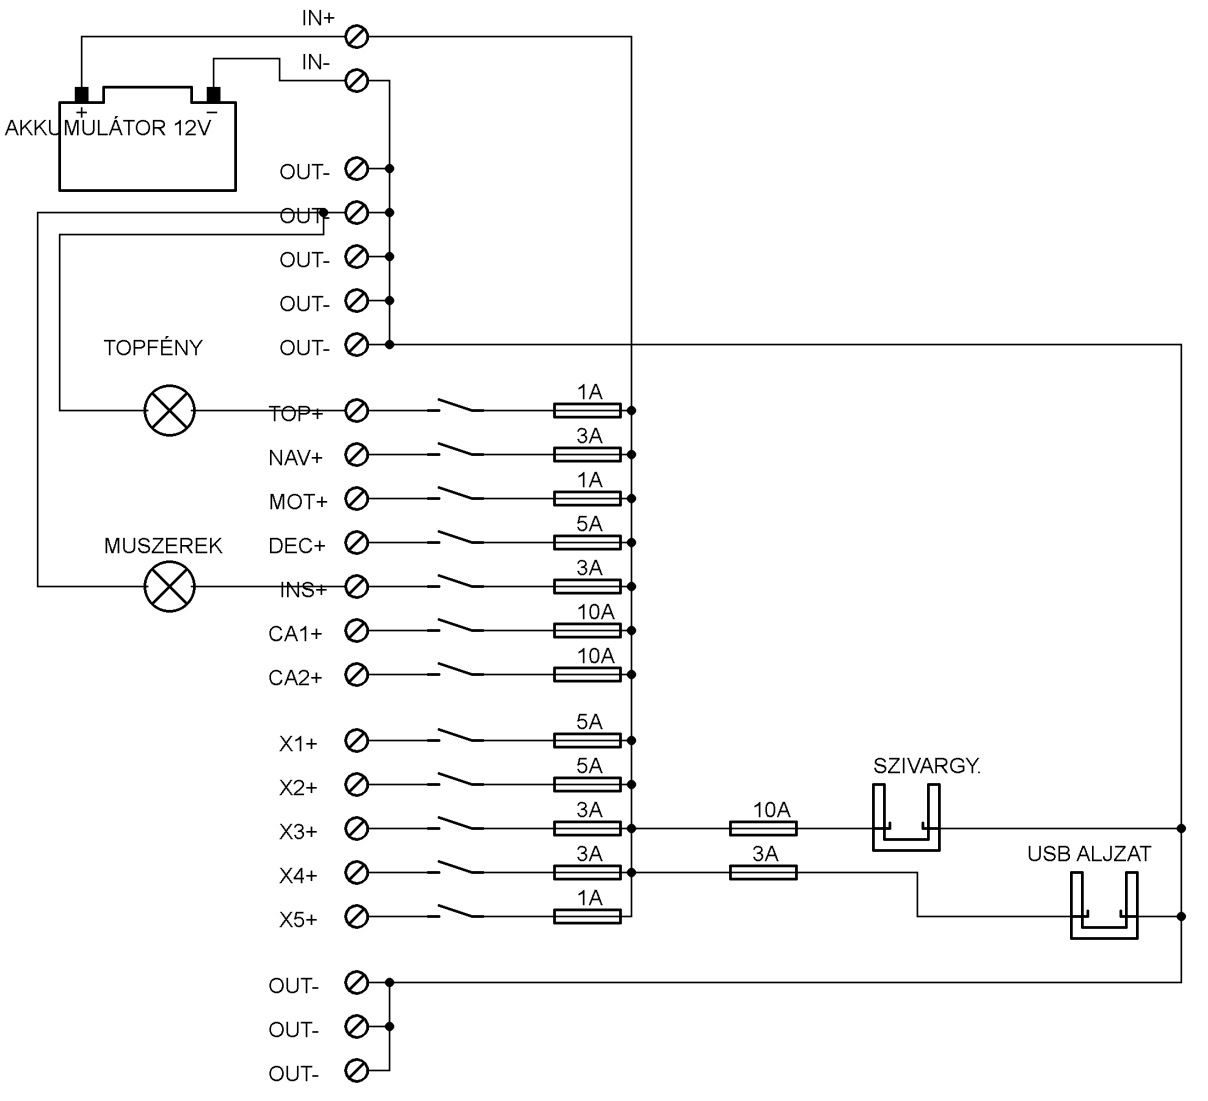 IN+
IN-
+
–
AKKUMULÁTOR 12V
OUT-
OUT-
OUT-
OUT-
TOPFÉNY
OUT-
1A
TOP+
3A
NAV+
1A
MOT+
5A
MUSZEREK
DEC+
3A
INS+
10A
CA1+
10A
CA2+
5A
X1+
5A
SZIVARGY.
X2+
3A
10A
X3+
3A
3A
USB ALJZAT
X4+
1A
X5+
OUT-
OUT-
OUT-